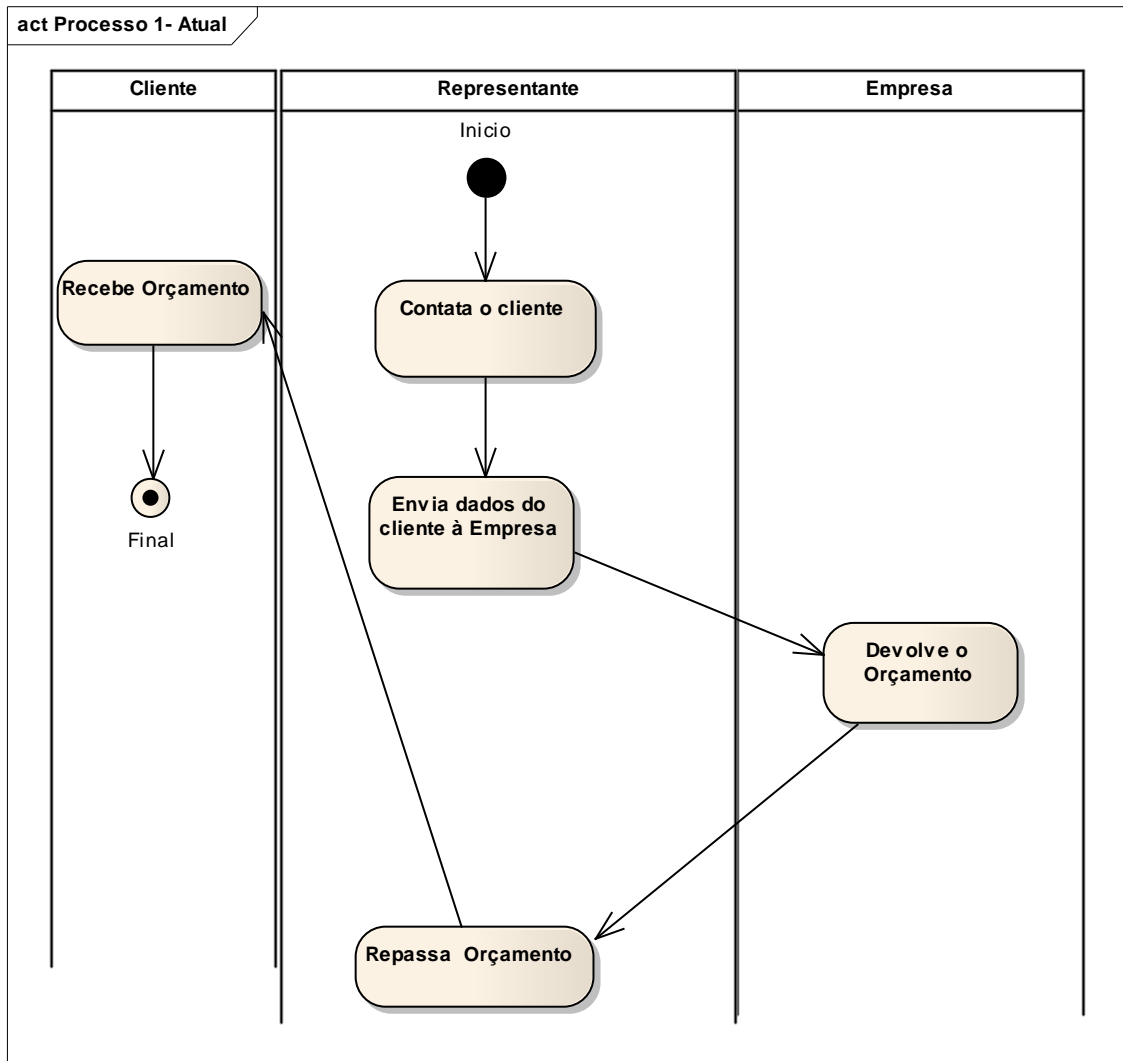 act Processo 1- Atual
Cliente
Representante
Empresa
Inicio
Recebe Orçamento
Contata o cliente
Envia dados do
cliente à Empresa
Final
Devolve o
Orçamento
Repassa Orçamento